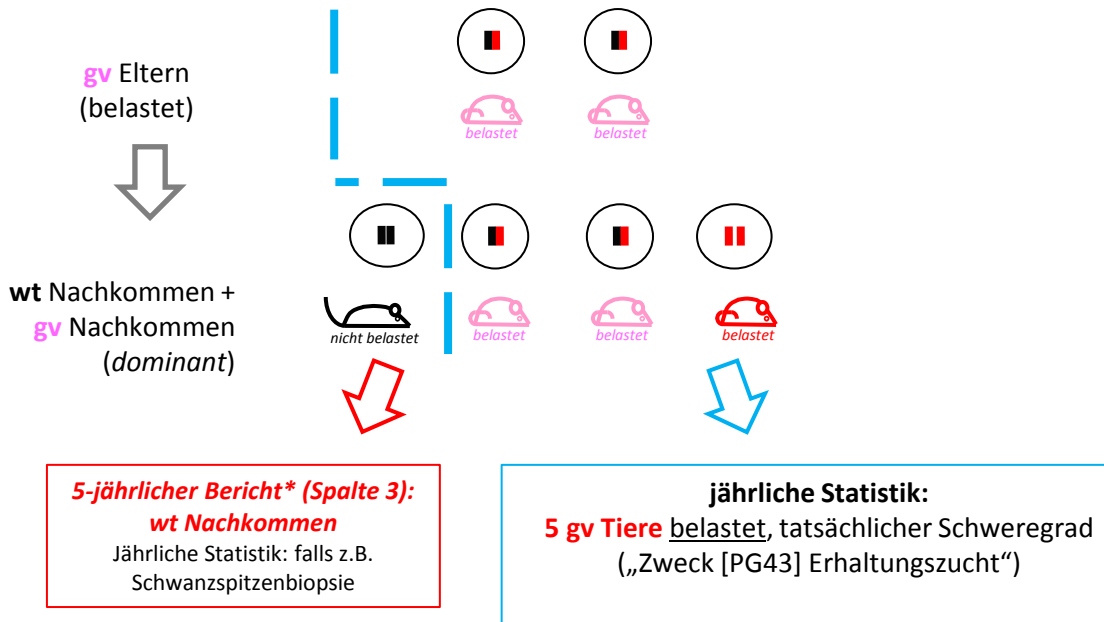 gv Eltern
(belastet)
belastet
belastet
wt Nachkommen +
gv Nachkommen
(dominant)
nicht belastet
belastet
belastet
belastet
5-jährlicher Bericht* (Spalte 3):
wt Nachkommen
Jährliche Statistik: falls z.B.
Schwanzspitzenbiopsie
jährliche Statistik:
5 gv Tiere belastet, tatsächlicher Schweregrad
(„Zweck [PG43] Erhaltungszucht“)